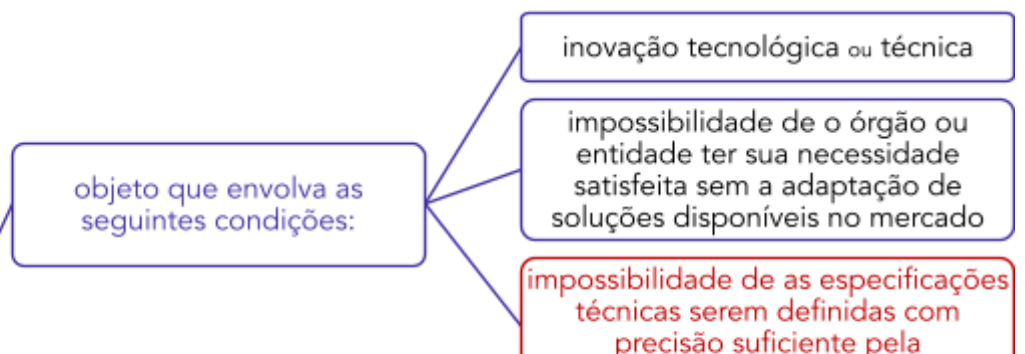 objeto que envolva as
seguintes condições:
inovação tecnológica ou técnica
impossibilidade de o órgão ou
entidade ter sua necessidade
satisfeita sem a adaptação de
soluções disponíveis no mercado
impossibilidade de as especificações
técnicas serem definidas com
precisão suficiente pela